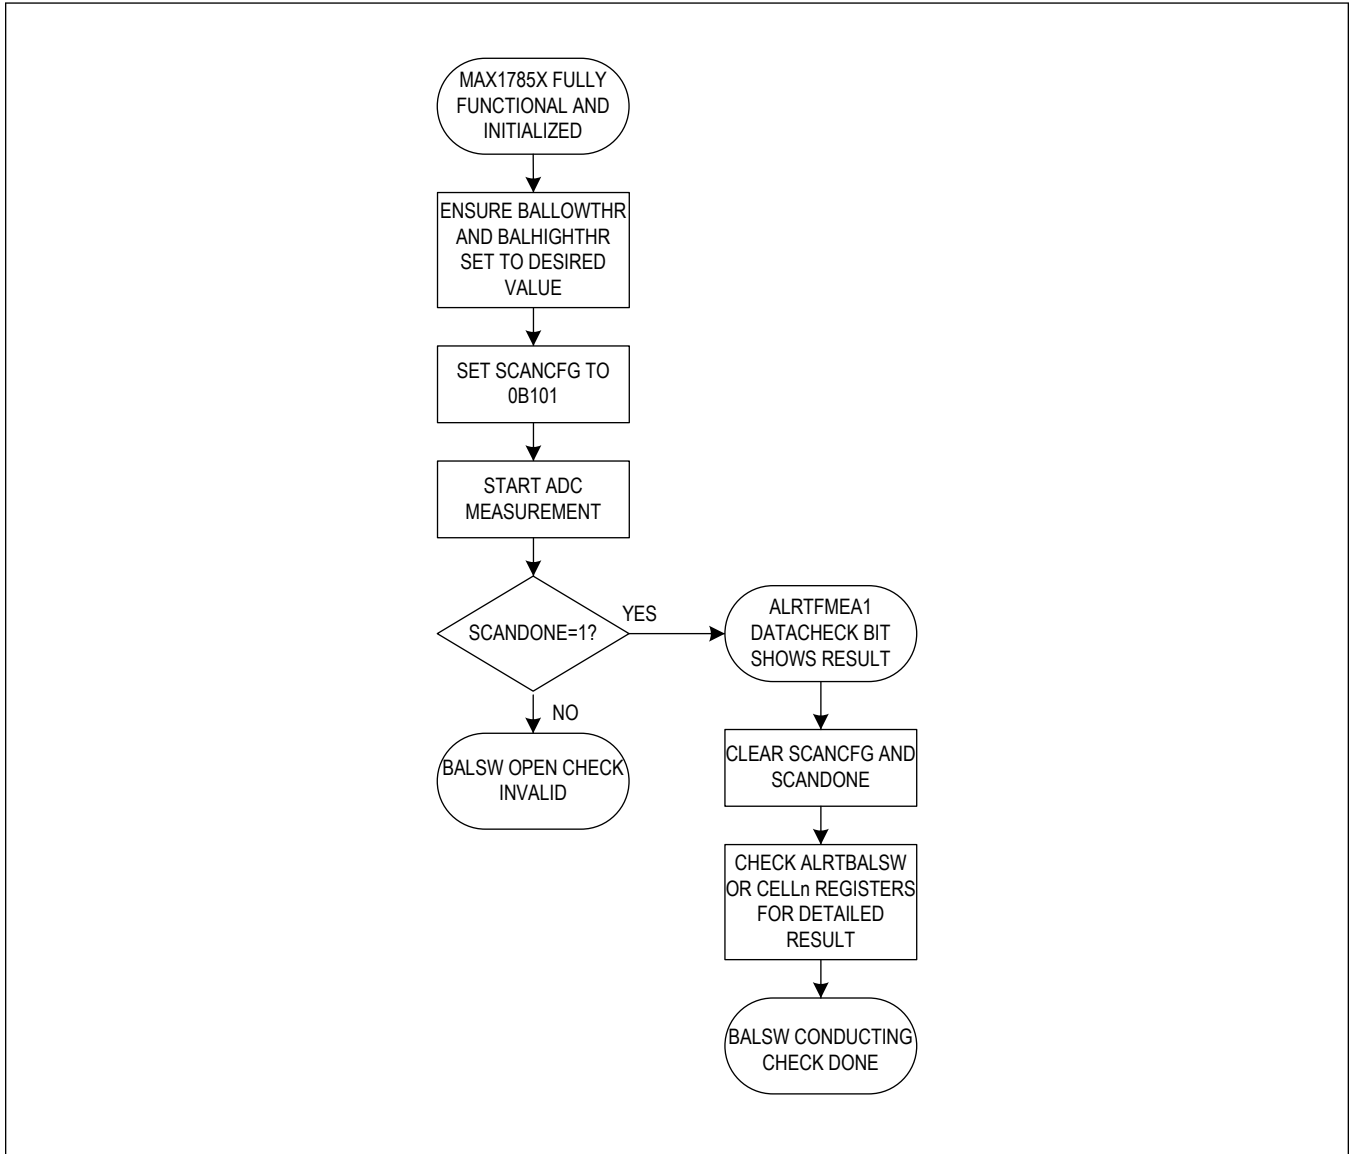 MAX1785X FULLY
FUNCTIONAL AND
INITIALIZED
ENSURE BALLOWTHR
AND BALHIGHTHR
SET TO DESIRED
VALUE
SET SCANCFG TO
0B101
START ADC
MEASUREMENT
SCANDONE=1?
YES
ALRTFMEA1
DATACHECK BIT
SHOWS RESULT
NO
BALSW OPEN CHECK
INVALID
CLEAR SCANCFG AND
SCANDONE
CHECK ALRTBALSW
OR CELLn REGISTERS
FOR DETAILED
RESULT
BALSW CONDUCTING
CHECK DONE